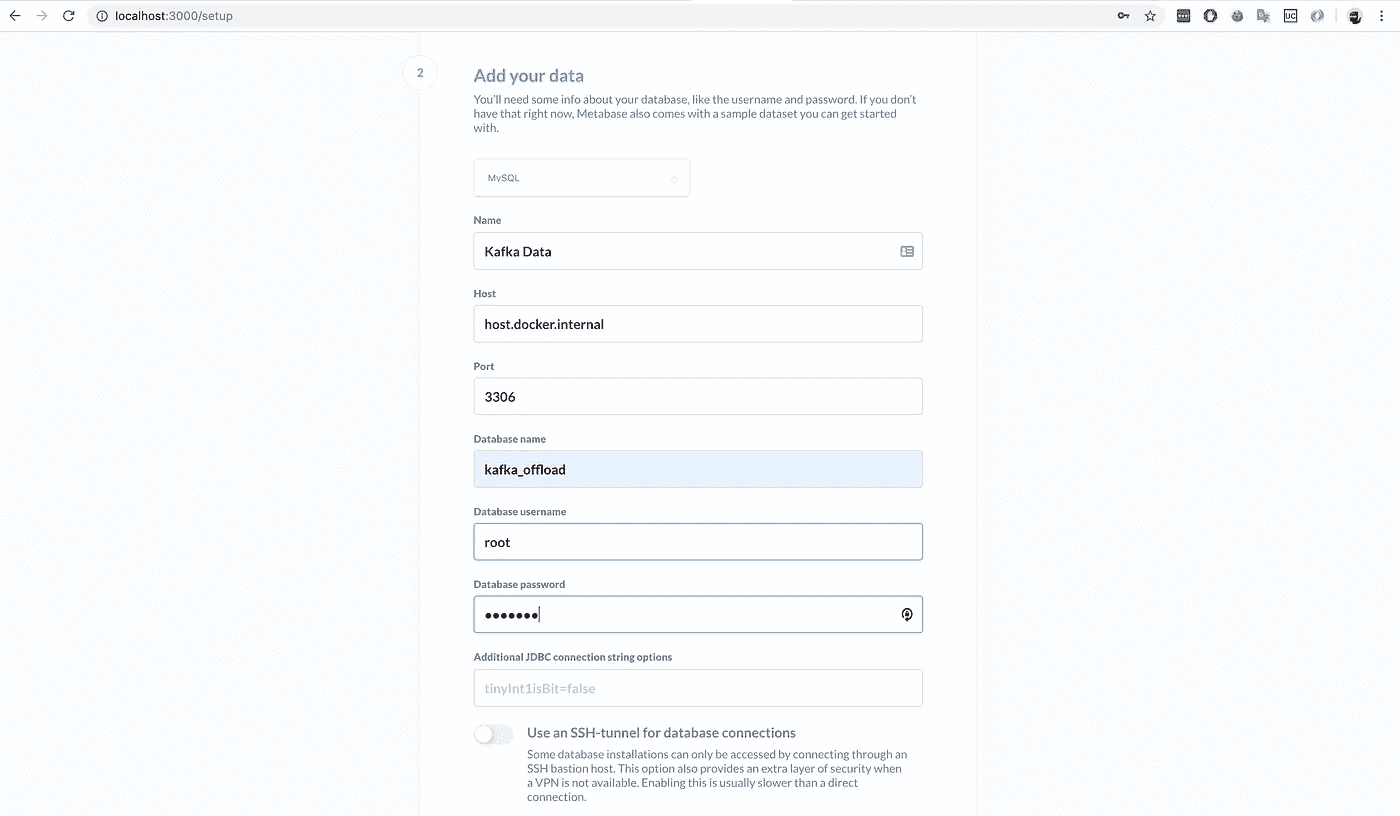 localhost:3000/setup
UC
2
Add your data
You'll need some info about your database, like the username and password. If you don't
have that right now, Metabase also comes with a sample dataset you can get started
with.
MySQL
Name
Kafka Data
Host
host.docker.internal
Port
3306
Database name
kafka_offload
Database username
root
Database password
•••••••
Additional JDBC connection string options
tinyInt1isBit=false
Use an SSH-tunnel for database connections
Some database installations can only be accessed by connecting through an
SSH bastion host. This option also provides an extra layer of security when
a VPN is not available. Enabling this is usually slower than a direct
connection.